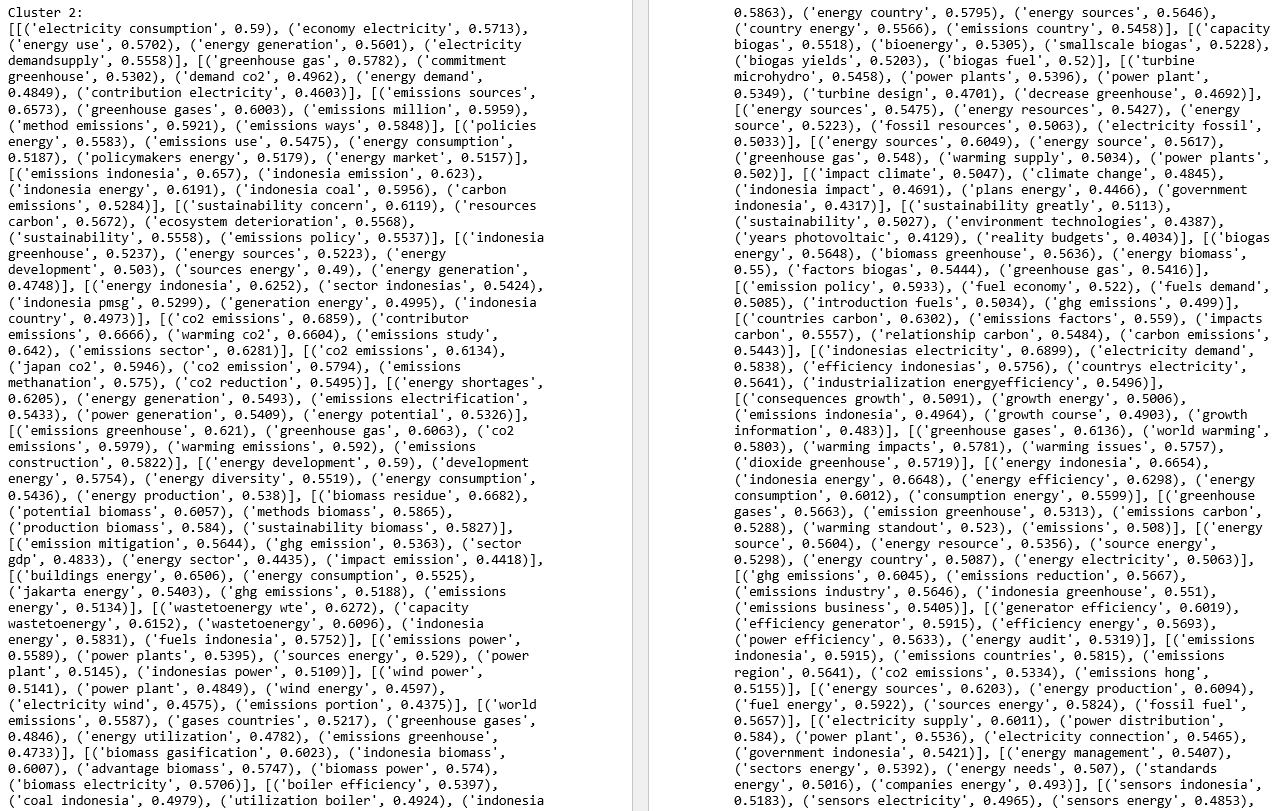 Cluster 2:
[[('electricity consumption', 0.59), ('economy electricity', 0.5713),
('energy use', 0.5702), ('energy generation', 0.5601), ('electricity
demandsupply', 0.5558)], [('greenhouse gas', 0.5782), ('commitment
greenhouse', 0.5302), ('demand co2', 0.4962), ('energy demand',
0.4849), ('contribution electricity', 0.4603)], [('emissions sources',
0.6573), ('greenhouse gases', 0.6003), ('emissions million', 0.5959),
('method emissions', 0.5921), ('emissions ways', 0.5848)], [('policies
energy', 0.5583), ('emissions use', 0.5475), ('energy consumption',
0.5187), ('policymakers energy', 0.5179), ('energy market', 0.5157)],
[('emissions indonesia', 0.657), ('indonesia emission', 0.623),
('indonesia energy', 0.6191), ('indonesia coal', 0.5956), ('carbon
emissions', 0.5284)], [('sustainability concern', 0.6119), ('resources
carbon', 0.5672), ('ecosystem deterioration', 0.5568),
('sustainability', 0.5558), ('emissions policy', 0.5537)], [('indonesia
greenhouse', 0.5237), ('energy sources', 0.5223), ('energy
development', 0.503), ('sources energy', 0.49), ('energy generation',
0.4748)], [('energy indonesia', 0.6252), ('sector indonesias', 0.5424),
('indonesia pmsg', 0.5299), ('generation energy', 0.4995), ('indonesia
country', 0.4973)], [('co2 emissions', 0.6859), ('contributor
emissions', 0.6666), ('warming co2', 0.6604), ('emissions study',
0.642), ('emissions sector', 0.6281)], [('co2 emissions', 0.6134),
('japan co2', 0.5946), ('co2 emission', 0.5794), ('emissions
methanation', 0.575), ('co2 reduction', 0.5495)], [('energy shortages',
0.6205), ('energy generation', 0.5493), ('emissions electrification',
0.5433), ('power generation', 0.5409), ('energy potential', 0.5326)],
[('emissions greenhouse', 0.621), ('greenhouse gas', 0.6063), ('co2
emissions', 0.5979), ('warming emissions', 0.592), ('emissions
construction', 0.5822)], [('energy development', 0.59), ('development
energy', 0.5754), ('energy diversity', 0.5519), ('energy consumption',
0.5436), ('energy production', 0.538)], [('biomass residue', 0.6682),
('potential biomass', 0.6057), ('methods biomass', 0.5865),
('production biomass', 0.584), ('sustainability biomass', 0.5827)],
[('emission mitigation', 0.5644), ('ghg emission', 0.5363), ('sector
gdp', 0.4833), ('energy sector', 0.4435), ('impact emission', 0.4418)],
[('buildings energy', 0.6506), ('energy consumption', 0.5525),
('jakarta energy', 0.5403), ('ghg emissions', 0.5188), ('emissions
energy', 0.5134)], [('wastetoenergy wte', 0.6272), ('capacity
wastetoenergy', 0.6152), ('wastetoenergy', 0.6096), ('indonesia
energy', 0.5831), ('fuels indonesia', 0.5752)], [('emissions power',
0.5589), ('power plants', 0.5395), ('sources energy', 0.529), ('power
plant', 0.5145), ('indonesias power', 0.5109)], [('wind power',
0.5141), ('power plant', 0.4849), ('wind energy', 0.4597),
('electricity wind', 0.4575), ('emissions portion', 0.4375)], [('world
emissions', 0.5587), ('gases countries', 0.5217), ('greenhouse gases',
0.4846), ('energy utilization', 0.4782), ('emissions greenhouse',
0.4733)], [('biomass gasification', 0.6023), ('indonesia biomass',
0.6007), ('advantage biomass', 0.5747), ('biomass power', 0.574),
('biomass electricity', 0.5706)], [('boiler efficiency', 0.5397),
('coal indonesia', 0.4979), ('utilization boiler', 0.4924), ('indonesia
0.5863), ('energy country', 0.5795), ('energy sources', 0.5646),
('country energy', 0.5566), ('emissions country', 0.5458)], [('capacity
biogas', 0.5518), ('bioenergy', 0.5305), ('smallscale biogas', 0.5228),
('biogas yields', 0.5203), ('biogas fuel', 0.52)], [('turbine
microhydro', 0.5458), ('power plants', 0.5396), ('power plant',
0.5349), ('turbine design', 0.4701), ('decrease greenhouse', 0.4692)],
[('energy sources', 0.5475), ('energy resources', 0.5427), ('energy
source', 0.5223), ('fossil resources', 0.5063), ('electricity fossil',
0.5033)], [('energy sources', 0.6049), ('energy source', 0.5617),
('greenhouse gas', 0.548), ('warming supply', 0.5034), ('power plants',
0.502)], [('impact climate', 0.5047), ('climate change', 0.4845),
('indonesia impact', 0.4691), ('plans energy', 0.4466), ('government
indonesia', 0.4317)], [('sustainability greatly', 0.5113),
('sustainability', 0.5027), ('environment technologies', 0.4387),
('years photovoltaic', 0.4129), ('reality budgets', 0.4034)], [('biogas
energy', 0.5648), ('biomass greenhouse', 0.5636), ('energy biomass',
0.55), ('factors biogas', 0.5444), ('greenhouse gas', 0.5416)],
[('emission policy', 0.5933), ('fuel economy', 0.522), ('fuels demand',
0.5085), ('introduction fuels', 0.5034), ('ghg emissions', 0.499)],
[('countries carbon', 0.6302), ('emissions factors', 0.559), ('impacts
carbon', 0.5557), ('relationship carbon', 0.5484), ('carbon emissions',
0.5443)], [('indonesias electricity', 0.6899), ('electricity demand',
0.5838), ('efficiency indonesias', 0.5756), ('countrys electricity',
0.5641), ('industrialization energyefficiency', 0.5496)],
[('consequences growth', 0.5091), ('growth energy', 0.5006),
('emissions indonesia', 0.4964), ('growth course', 0.4903), ('growth
information', 0.483)], [('greenhouse gases', 0.6136), ('world warming',
0.5803), ('warming impacts', 0.5781), ('warming issues', 0.5757),
('dioxide greenhouse', 0.5719)], [('energy indonesia', 0.6654),
('indonesia energy', 0.6648), ('energy efficiency', 0.6298), ('energy
consumption', 0.6012), ('consumption energy', 0.5599)], [('greenhouse
gases', 0.5663), ('emission greenhouse', 0.5313), ('emissions carbon',
0.5288), ('warming standout', 0.523), ('emissions', 0.508)], [('energy
source', 0.5604), ('energy resource', 0.5356), ('source energy',
0.5298), ('energy country', 0.5087), ('energy electricity', 0.5063)],
[('ghg emissions', 0.6045), ('emissions reduction', 0.5667),
('emissions industry', 0.5646), ('indonesia greenhouse', 0.551),
('emissions business', 0.5405)], [('generator efficiency', 0.6019),
('efficiency generator', 0.5915), ('efficiency energy', 0.5693),
('power efficiency', 0.5633), ('energy audit', 0.5319)], [('emissions
indonesia', 0.5915), ('emissions countries', 0.5815), ('emissions
region', 0.5641), ('co2 emissions', 0.5334), ('emissions hong',
0.5155)], [('energy sources', 0.6203), ('energy production', 0.6094),
('fuel energy', 0.5922), ('sources energy', 0.5824), ('fossil fuel',
0.5657)], [('electricity supply', 0.6011), ('power distribution',
0.584), ('power plant', 0.5536), ('electricity connection', 0.5465),
('government indonesia', 0.5421)], [('energy management', 0.5407),
('sectors energy', 0.5392), ('energy needs', 0.507), ('standards
energy', 0.5016), ('companies energy', 0.493)], [('sensors indonesia',
0.5183), ('sensors electricity', 0.4965), ('sensors energy', 0.4853),